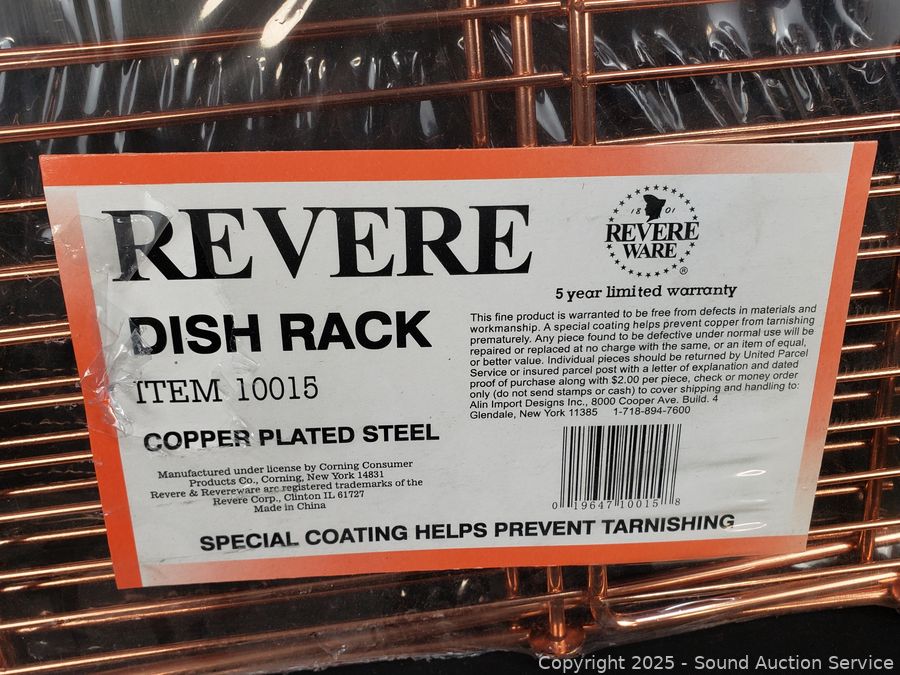 REVERE
DISH RACK
ITEM 10015
COPPER PLATED STEEL
Manufactured under license by Corning Consumer
Products Co., Corning, New York 14831
Revere & Revereware are registered trademarks of the
Revere Corp., Clinton IL 61727
Made in China
18 01
REVERE
WARE
®
5 year limited warranty
This fine product is warranted to be free from defects in materials and
workmanship. A special coating helps prevent copper from tarnishing
prematurely. Any piece found to be defective under normal use will be
repaired or replaced at no charge with the same, or an item of equal,
or better value. Individual pieces should be returned by United Parcel
Service or insured parcel post with a letter of explanation and dated
proof of purchase along with $2.00 per piece, check or money order
only (do not send stamps or cash) to cover shipping and handling to:
Alin Import Designs Inc., 8000 Cooper Ave. Build. 4
Glendale, New York 11385 1-718-894-7600
0 19647 10015 8
SPECIAL COATING HELPS PREVENT TARNISHING
Copyright 2025 - Sound Auction Service